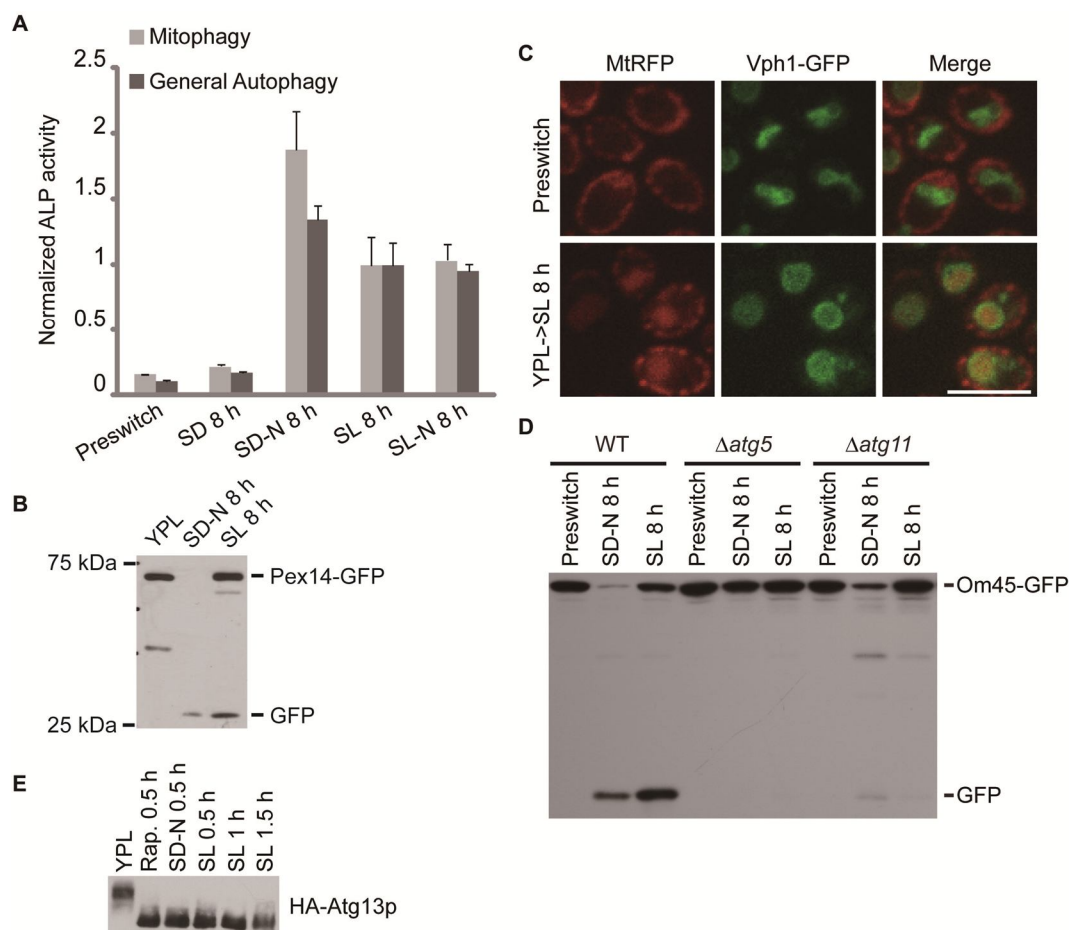 A
Mitophagy
General Autophagy
Normalized ALP activity
2.5
2
1.5
1
0.5
0
Preswitch
SD 8 h
SD-N 8 h
SL 8 h
SL-N 8 h
B
YPL
SD-N 8 h
SL 8 h
75 kDa
Pex14-GFP
GFP
25 kDa
C
MtRFP
Vph1-GFP
Merge
Preswitch
YPL->SL 8 h
D
WT
Δatg5
Δatg11
Preswitch
SD-N 8 h
SL 8 h
Preswitch
SD-N 8 h
SL 8 h
Preswitch
SD-N 8 h
SL 8 h
Om45-GFP
GFP
E
YPL
Rap. 0.5 h
SD-N 0.5 h
SL 0.5 h
SL 1 h
SL 1.5 h
HA-Atg13p